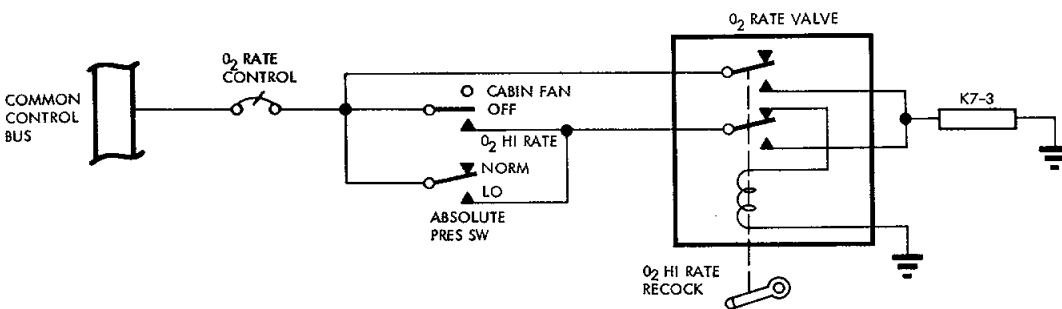 O₂ RATE VALVE
O₂ RATE
CONTROL
COMMON
CONTROL
BUS
CABIN FAN
OFF
O₂ HI RATE
NORM
LO
ABSOLUTE
PRES SW
K7-3
O₂ HI RATE
RECOCK